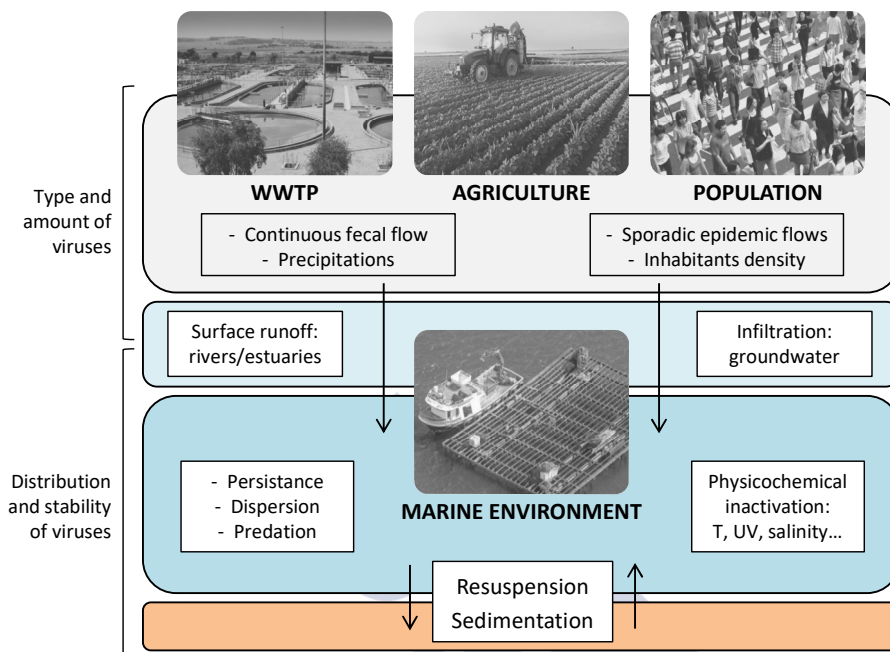 WWTP
AGRICULTURE
POPULATION
Type and
amount of
viruses
- Continuous fecal flow
- Precipitations
- Sporadic epidemic flows
- Inhabitants density
Surface runoff:
rivers/estuaries
Infiltration:
groundwater
Distribution
and stability
of viruses
- Persistance
- Dispersion
- Predation
MARINE ENVIRONMENT
Physicochemical
inactivation:
T, UV, salinity...
Resuspension
Sedimentation